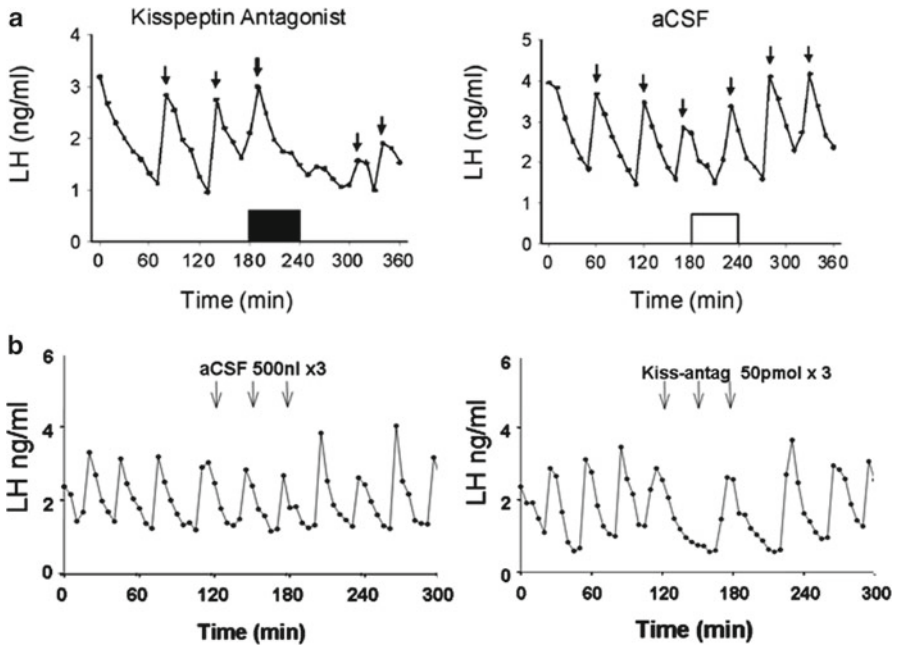 a
Kisspeptin Antagonist
aCSF
LH (ng/ml)
4
3
2
1
0
0 60 120 180 240 300 360
Time (min)
LH (ng/ml)
5
4
3
2
1
0
0 60 120 180 240 300 360
Time (min)
b
aCSF 500nl x3
LH ng/ml
6
4
2
0
0 60 120 180 240 300
Time (min)
Kiss-antag 50pmol x 3
LH ng/ml
6
4
2
0
0 60 120 180 240 300
Time (min)